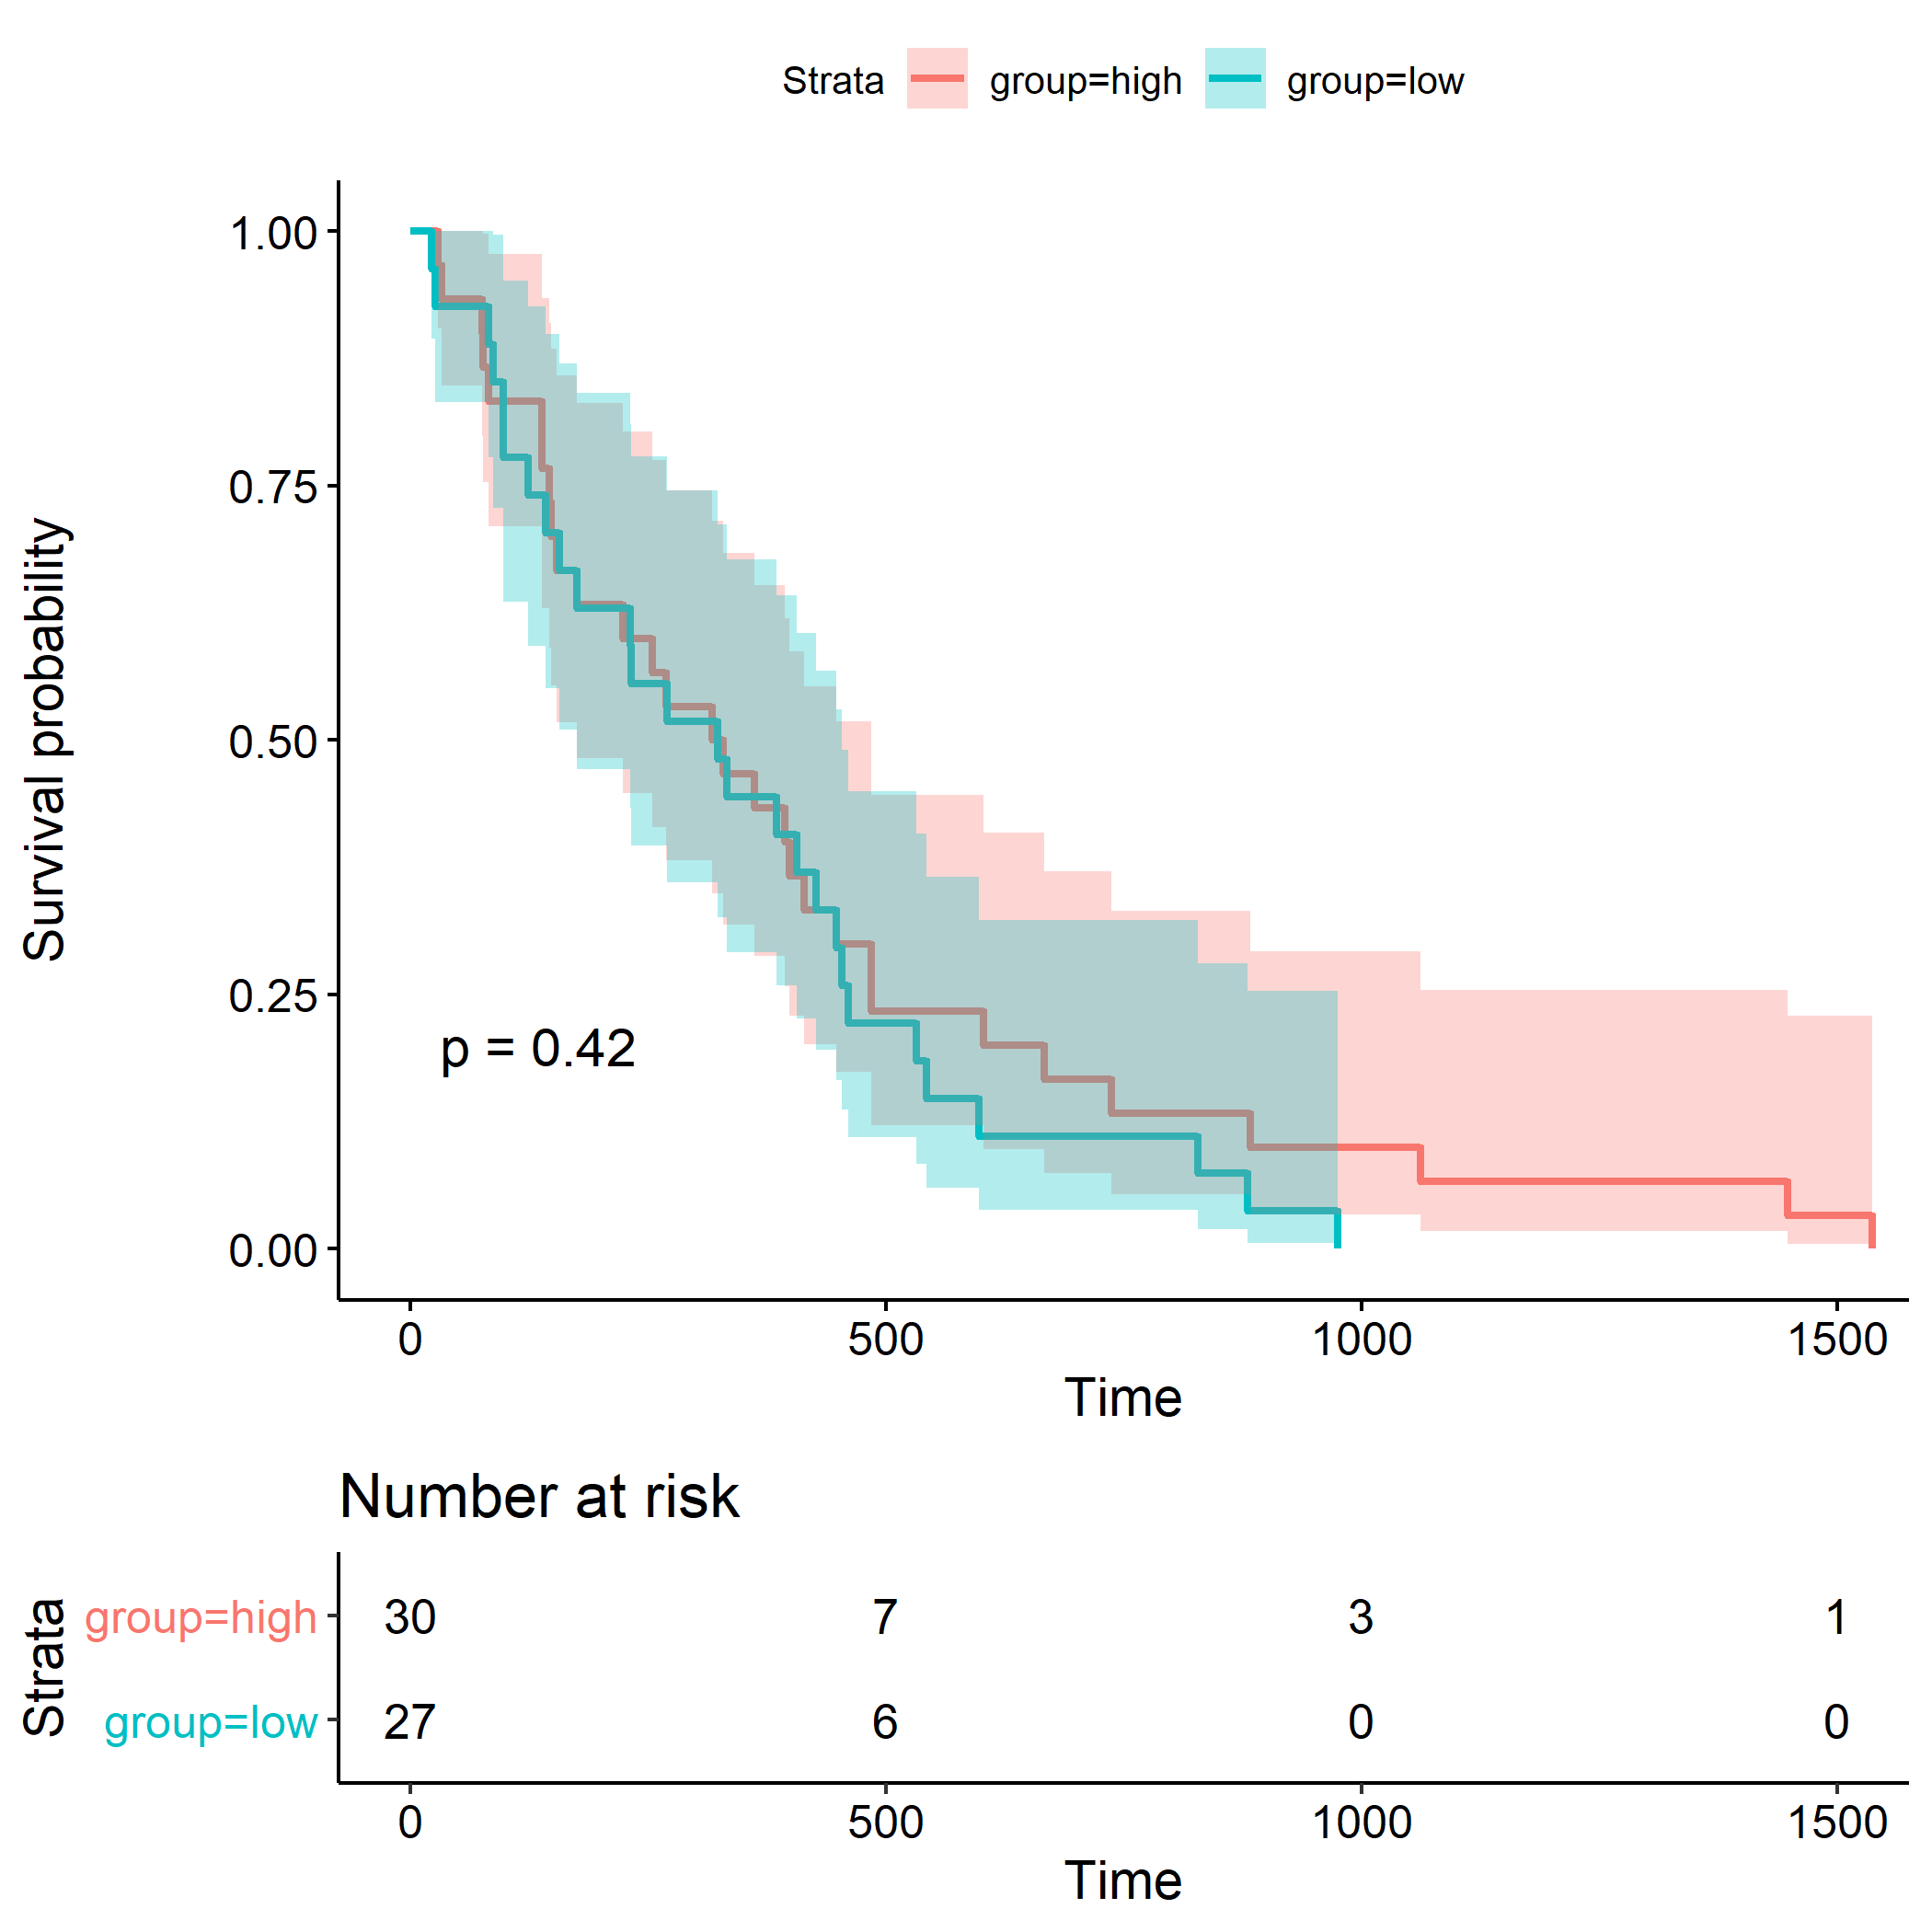 Strata group=high group=low
Survival probability
1.00
0.75
0.50
0.25
0.00
p = 0.42
0 500 1000 1500
Time
Number at risk
Strata
group=high 30 7 3 1
group=low 27 6 0 0
0 500 1000 1500
Time